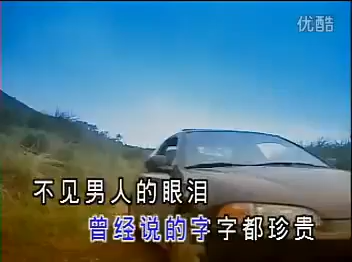 优酷
不见男人的眼泪
曾经说的字字都珍贵